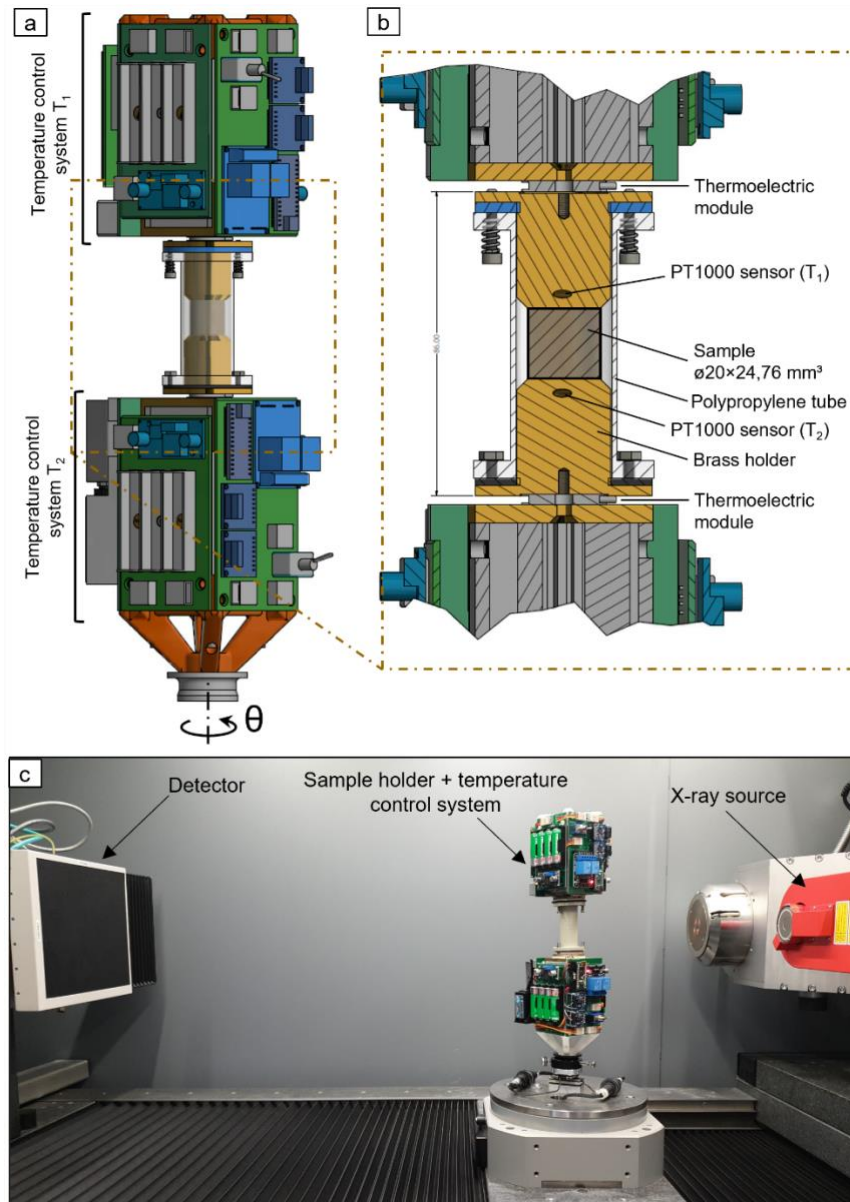 a
Temperature control
system T₁
Temperature control
system T₂
θ
b
Thermoelectric
module
PT1000 sensor (T₁)
Sample
ø20×24,76 mm³
Polypropylene tube
PT1000 sensor (T₂)
Brass holder
Thermoelectric
module
c
Detector
Sample holder + temperature
control system
X-ray source